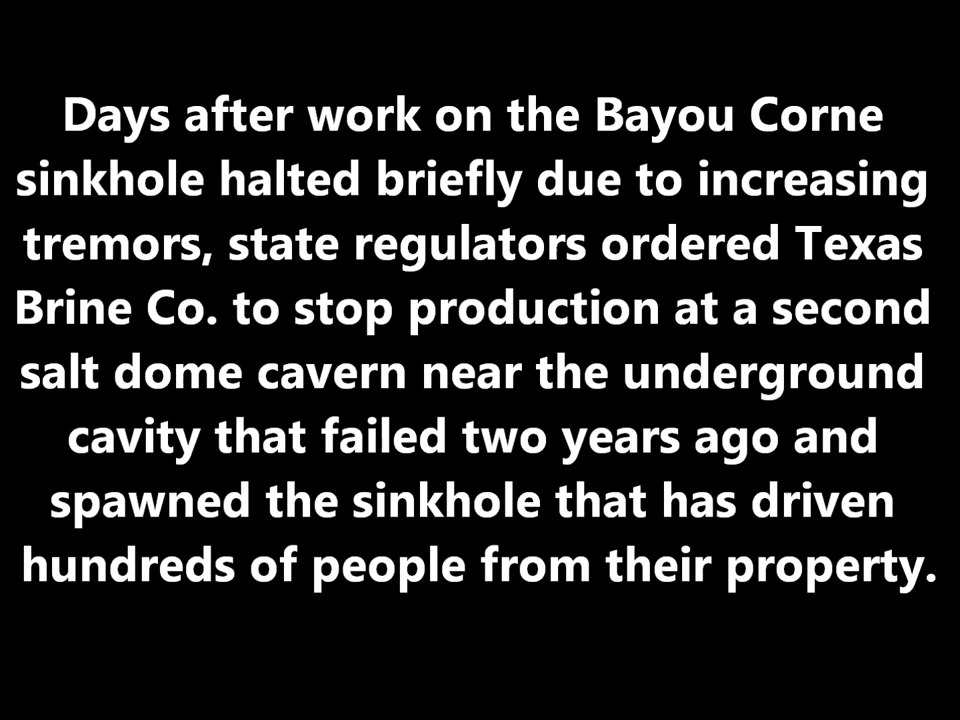 Days after work on the Bayou Corne
sinkhole halted briefly due to increasing
tremors, state regulators ordered Texas
Brine Co. to stop production at a second
salt dome cavern near the underground
cavity that failed two years ago and
spawned the sinkhole that has driven
hundreds of people from their property.